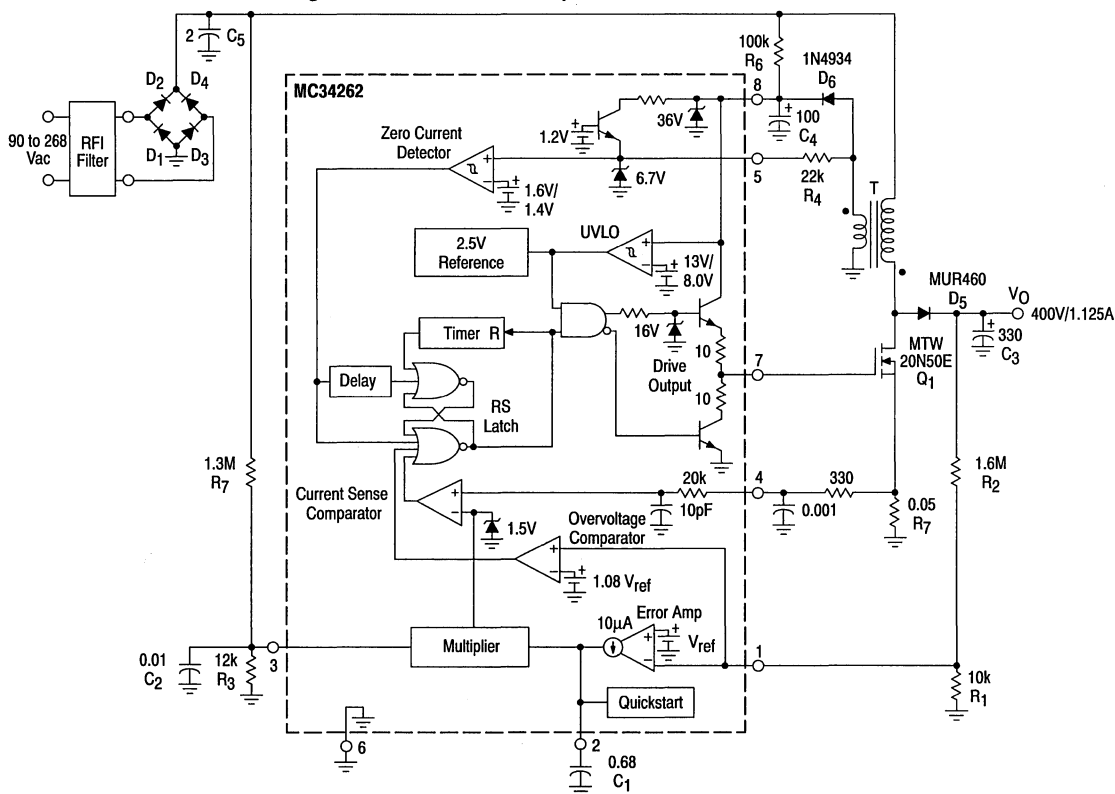 2
C5
D2
D4
90 to 268
Vac
RFI
Filter
D1
D3
MC34262
100k
R6
1N4934
D6
8
100
C4
36V
1.2V
Zero Current
Detector
+
−
1.6V/
1.4V
6.7V
5
22k
R4
T
2.5V
Reference
UVLO
+
−
13V/
8.0V
MUR460
D5
VO
400V/1.125A
330
C3
16V
10
Drive
Output
10
7
MTW
20N50E
Q1
Timer R
Delay
RS
Latch
1.3M
R7
1.6M
R2
20k
10pF
4
330
0.001
0.05
R7
Current Sense
Comparator
+
−
1.5V
Overvoltage
Comparator
+
−
1.08 Vref
Error Amp
10µA
+
−
Vref
1
Multiplier
0.01
C2
12k
R3
3
10k
R1
Quickstart
6
2
0.68
C1